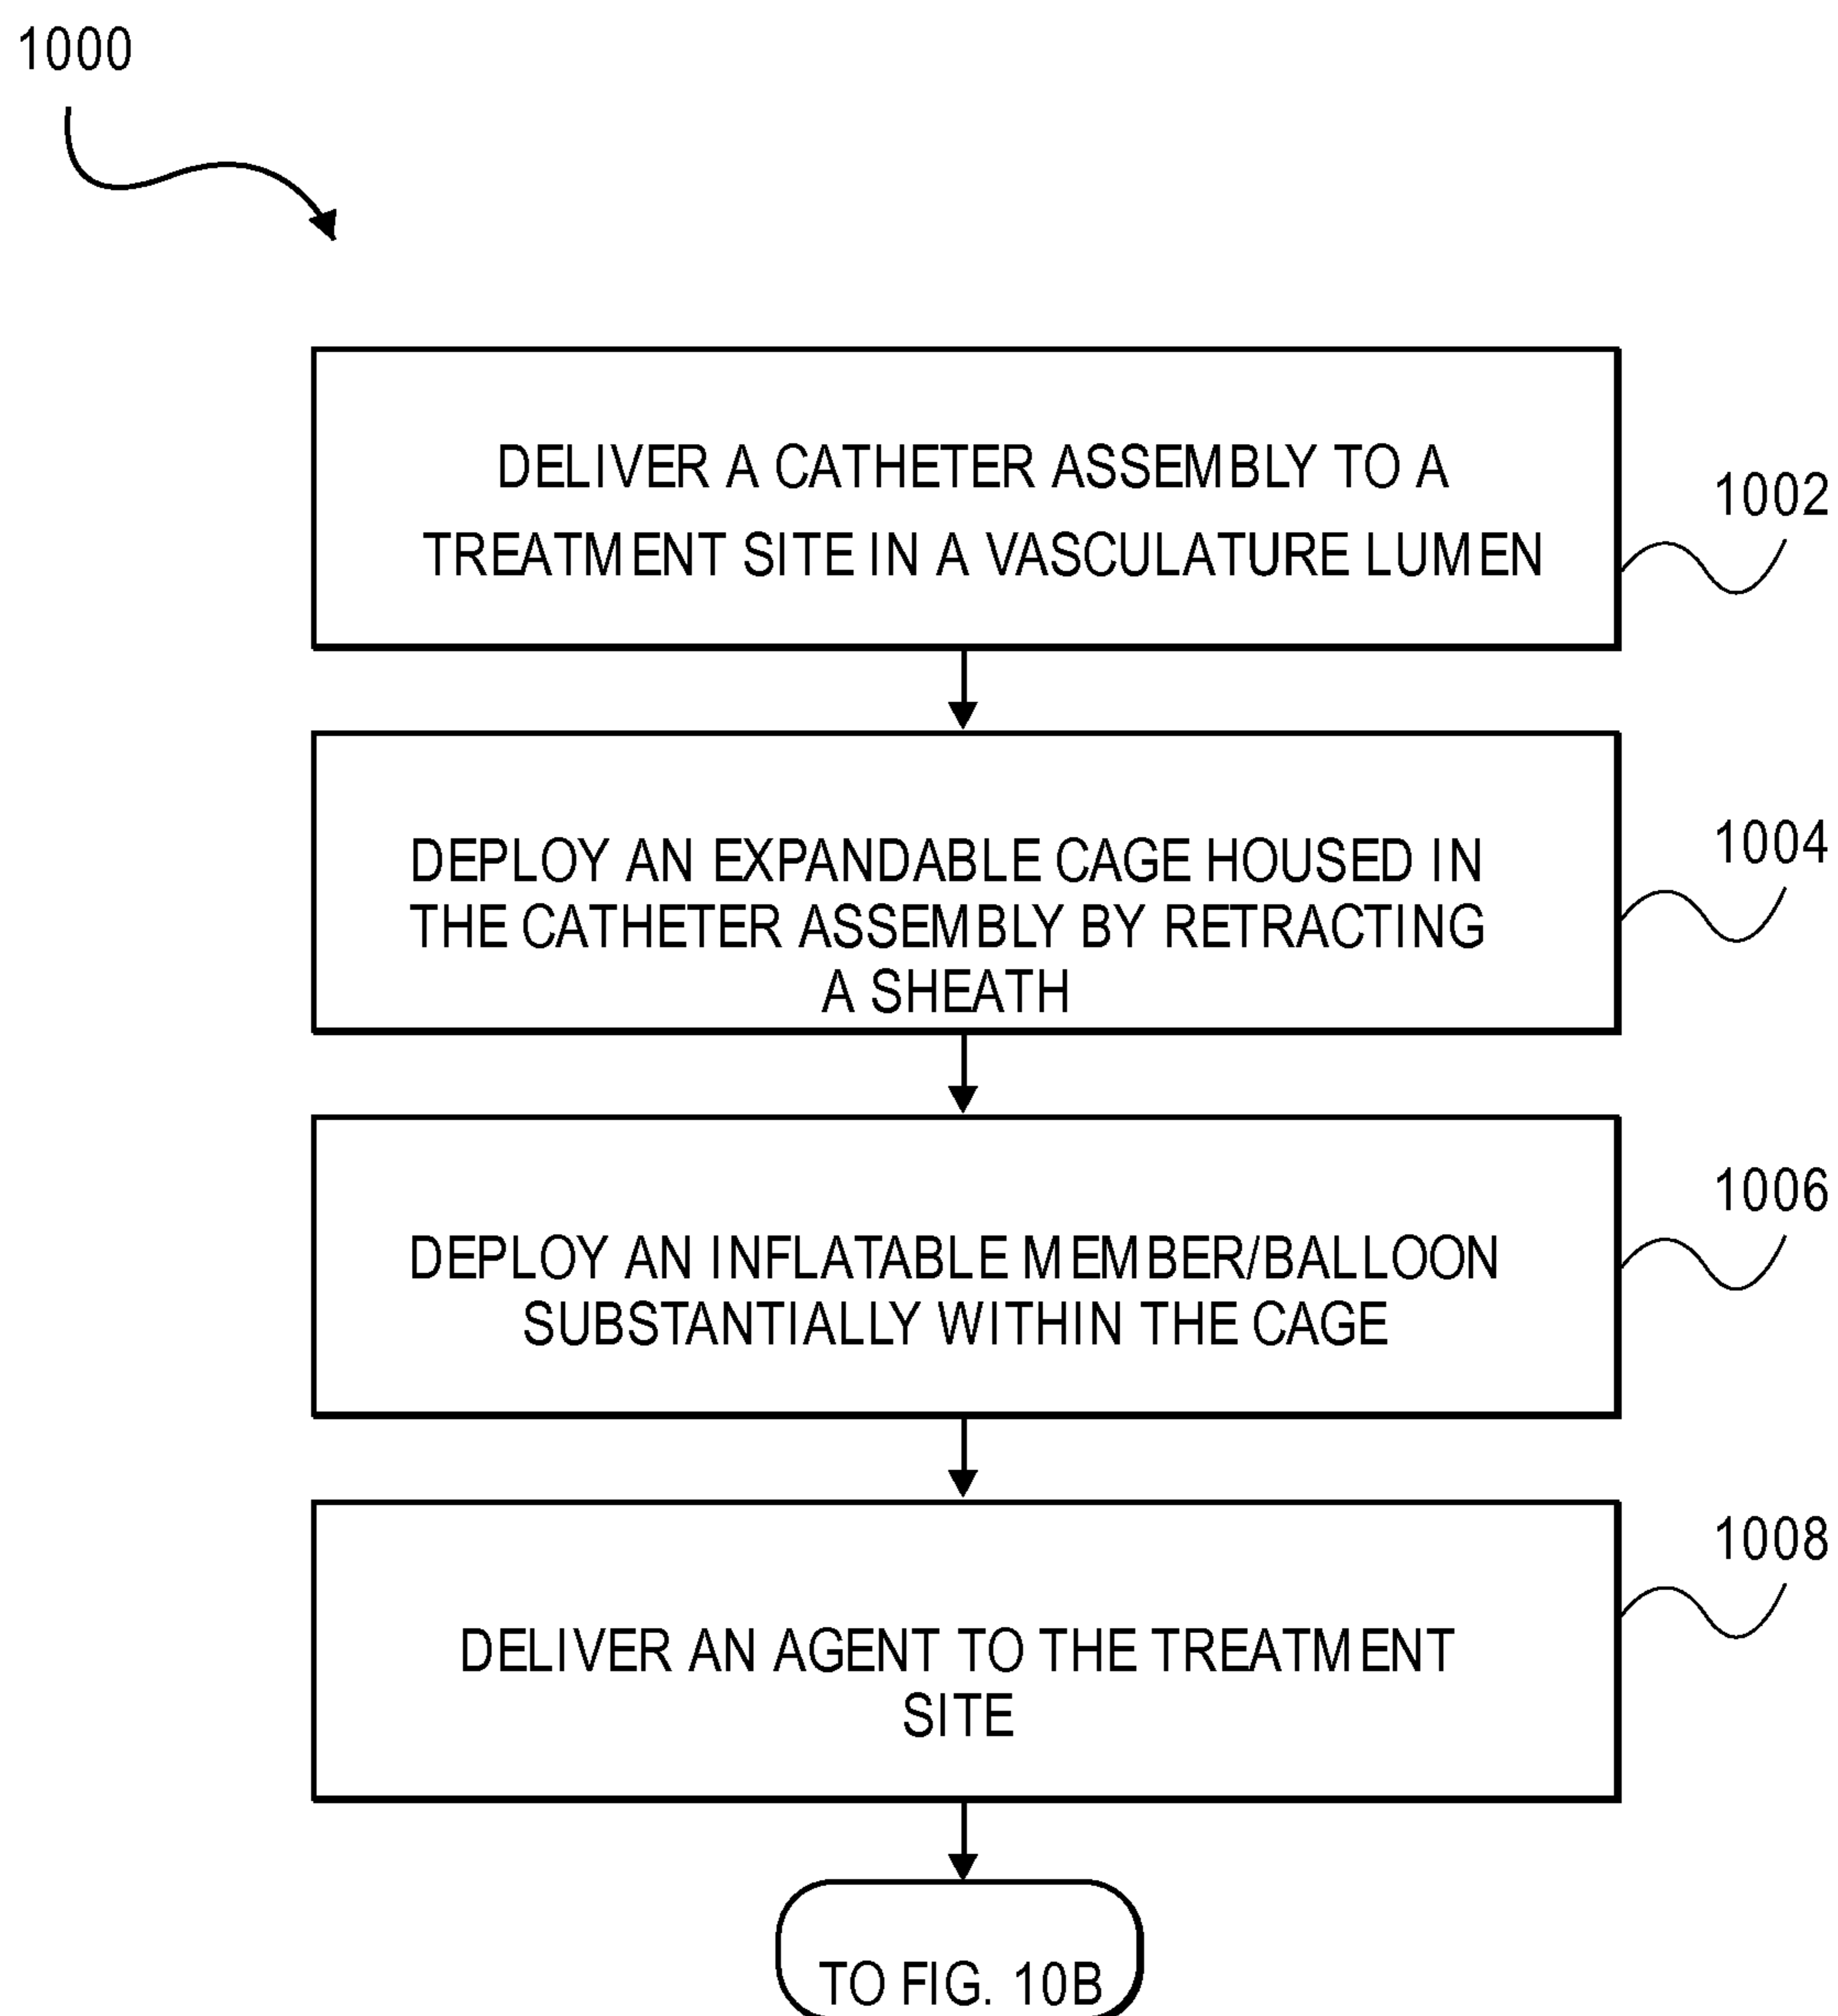 1000
DELIVER A CATHETER ASSEMBLY TO A
TREATMENT SITE IN A VASCULATURE LUMEN
1002
DEPLOY AN EXPANDABLE CAGE HOUSED IN
THE CATHETER ASSEMBLY BY RETRACTING
A SHEATH
1004
DEPLOY AN INFLATABLE MEMBER/BALLOON
SUBSTANTIALLY WITHIN THE CAGE
1006
DELIVER AN AGENT TO THE TREATMENT
SITE
1008
TO FIG. 10B